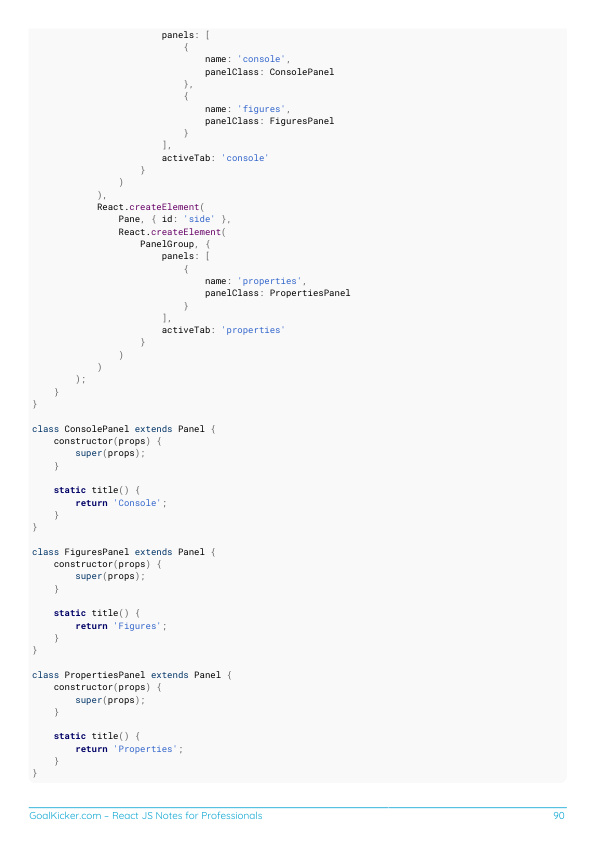 panels: [
                            {
                                name: 'console',
                                panelClass: ConsolePanel
                            },
                            {
                                name: 'figures',
                                panelClass: FiguresPanel
                            }
                        ],
                        activeTab: 'console'
                    }
                )
            ),
            React.createElement(
                Pane, { id: 'side' },
                React.createElement(
                    PanelGroup, {
                        panels: [
                            {
                                name: 'properties',
                                panelClass: PropertiesPanel
                            }
                        ],
                        activeTab: 'properties'
                    }
                )
            )
        );
    }
}

class ConsolePanel extends Panel {
    constructor(props) {
        super(props);
    }

    static title() {
        return 'Console';
    }
}

class FiguresPanel extends Panel {
    constructor(props) {
        super(props);
    }

    static title() {
        return 'Figures';
    }
}

class PropertiesPanel extends Panel {
    constructor(props) {
        super(props);
    }

    static title() {
        return 'Properties';
    }
}
GoalKicker.com – React JS Notes for Professionals 90